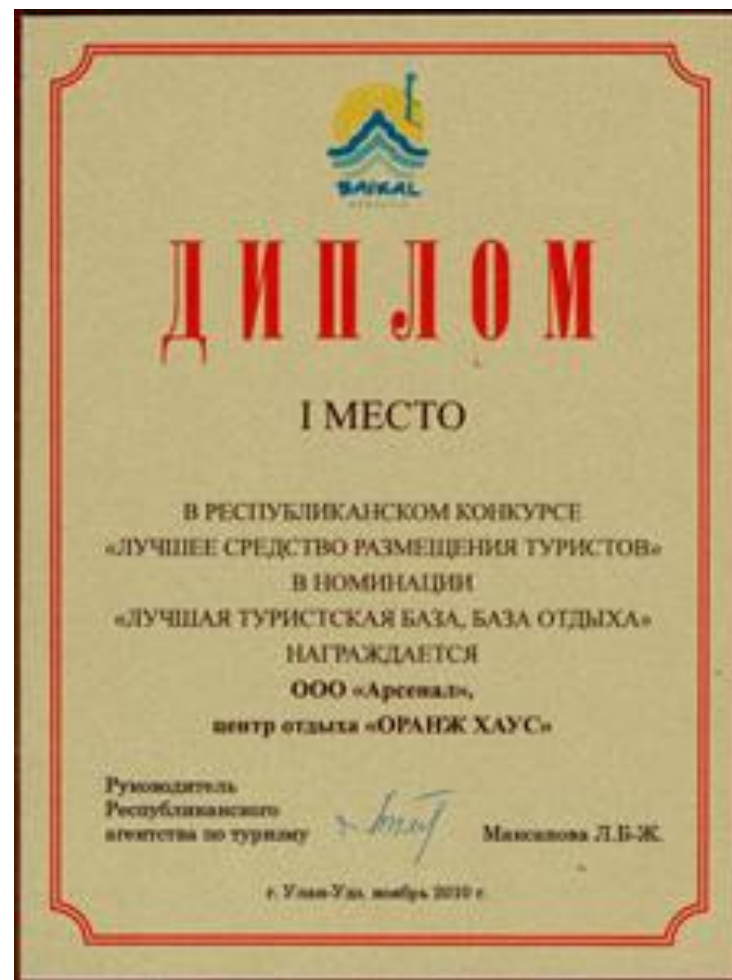 BAIKAL
ДИПЛОМ
I МЕСТО
В РЕСПУБЛИКАНСКОМ КОНКУРСЕ
«ЛУЧШЕЕ СРЕДСТВО РАЗМЕЩЕНИЯ ТУРИСТОВ»
В НОМИНАЦИИ
«ЛУЧШАЯ ТУРИСТСКАЯ БАЗА, БАЗА ОТДЫХА»
НАГРАЖДАЕТСЯ
ООО «Арсенал»,
центр отдыха «ОРАНЖ ХАУС»
Руководитель
Республиканского
агентства по туризму
Максанова Л.Б-Ж.
г. Улан-Удэ, ноябрь 2010 г.